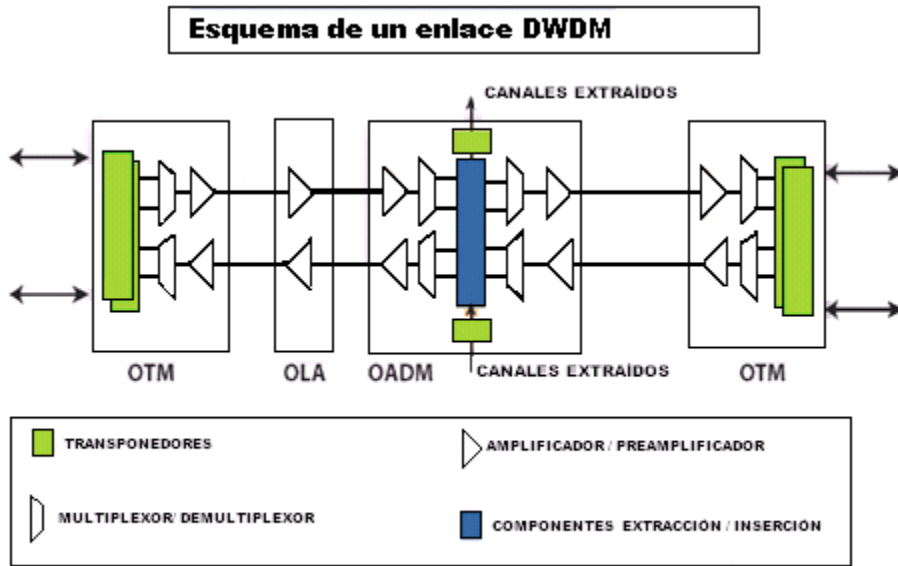 Esquema de un enlace DWDM
CANALES EXTRAÍDOS
OTM
OLA
OADM
CANALES EXTRAÍDOS
OTM
TRANSPONEDORES
AMPLIFICADOR / PREAMPLIFICADOR
MULTIPLEXOR/ DEMULTIPLEXOR
COMPONENTES EXTRACCIÓN / INSERCIÓN